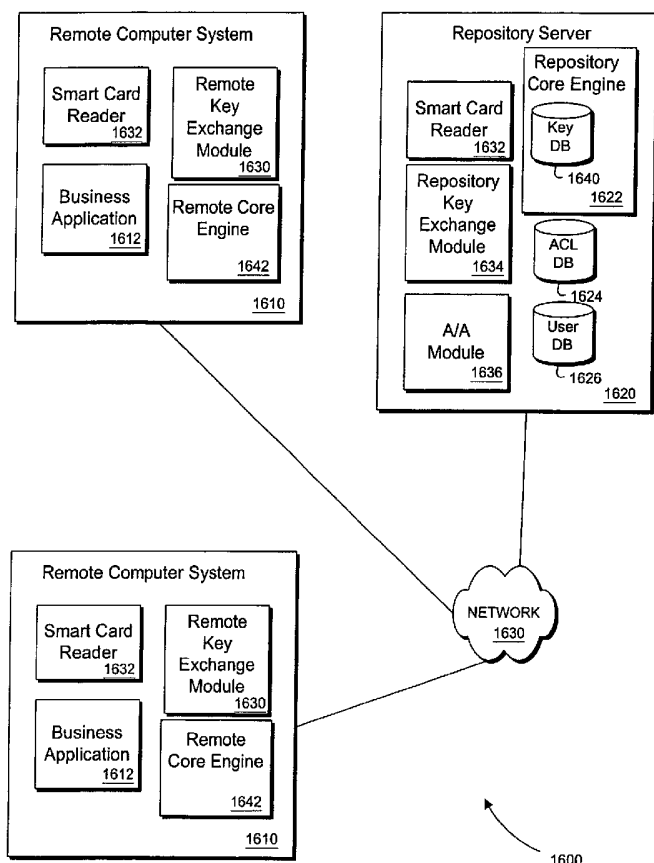 Remote Computer System
Smart Card
Reader
1632
Remote
Key
Exchange
Module
1630
Business
Application
1612
Remote Core
Engine
1642
1610
Repository Server
Repository
Core Engine
Key
DB
1640
1622
Smart Card
Reader
1632
Repository
Key
Exchange
Module
1634
ACL
DB
1624
A/A
Module
1636
User
DB
1626
1620
NETWORK
1630
Remote Computer System
Smart Card
Reader
1632
Remote
Key
Exchange
Module
1630
Business
Application
1612
Remote
Core Engine
1642
1610
1600